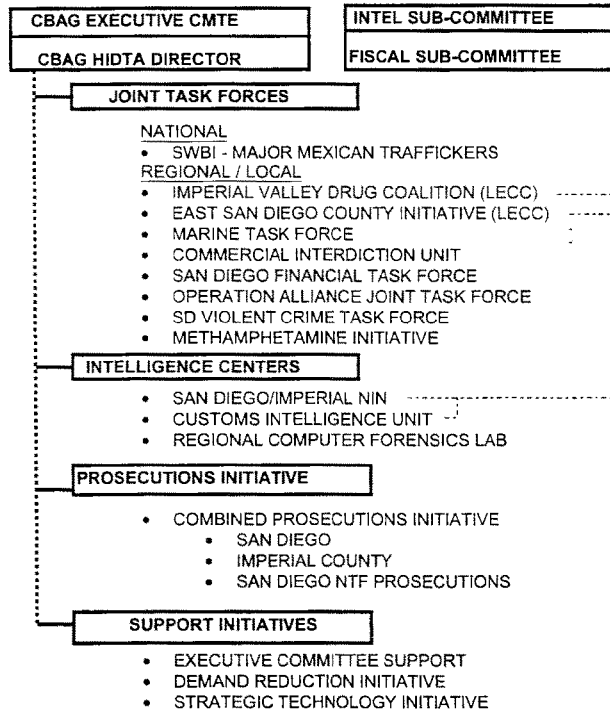 CBAG EXECUTIVE CMTE
CBAG HIDTA DIRECTOR
INTEL SUB-COMMITTEE
FISCAL SUB-COMMITTEE
JOINT TASK FORCES
NATIONAL
• SWBI - MAJOR MEXICAN TRAFFICKERS
REGIONAL / LOCAL
• IMPERIAL VALLEY DRUG COALITION (LECC)
• EAST SAN DIEGO COUNTY INITIATIVE (LECC)
• MARINE TASK FORCE
• COMMERCIAL INTERDICTION UNIT
• SAN DIEGO FINANCIAL TASK FORCE
• OPERATION ALLIANCE JOINT TASK FORCE
• SD VIOLENT CRIME TASK FORCE
• METHAMPHETAMINE INITIATIVE
INTELLIGENCE CENTERS
• SAN DIEGO/IMPERIAL NIN
• CUSTOMS INTELLIGENCE UNIT
• REGIONAL COMPUTER FORENSICS LAB
PROSECUTIONS INITIATIVE
• COMBINED PROSECUTIONS INITIATIVE
• SAN DIEGO
• IMPERIAL COUNTY
• SAN DIEGO NTF PROSECUTIONS
SUPPORT INITIATIVES
• EXECUTIVE COMMITTEE SUPPORT
• DEMAND REDUCTION INITIATIVE
• STRATEGIC TECHNOLOGY INITIATIVE